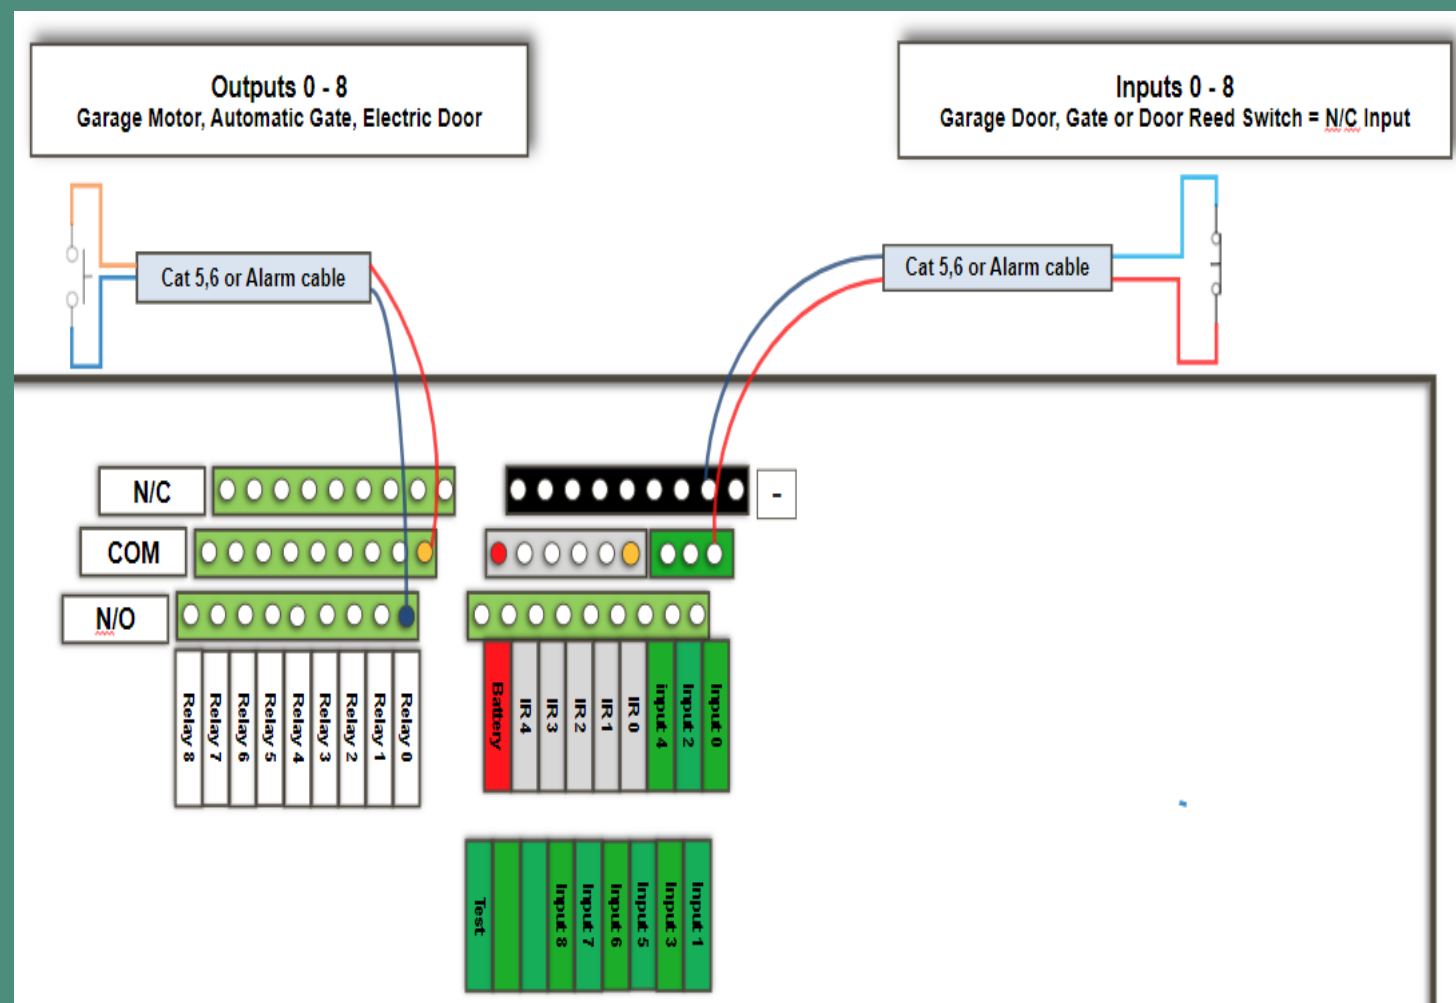 Outputs 0 - 8
Garage Motor, Automatic Gate, Electric Door
Inputs 0 - 8
Garage Door, Gate or Door Reed Switch = N/C Input
Cat 5,6 or Alarm cable
Cat 5,6 or Alarm cable
N/C
-
COM
N/O
Relay 8
Relay 7
Relay 6
Relay 5
Relay 4
Relay 3
Relay 2
Relay 1
Relay 0
Battery
IR 4
IR 3
IR 2
IR 1
IR 0
input 4
Input 2
Input 0
Test
Input 8
Input 7
Input 6
Input 5
Input 3
Input 1